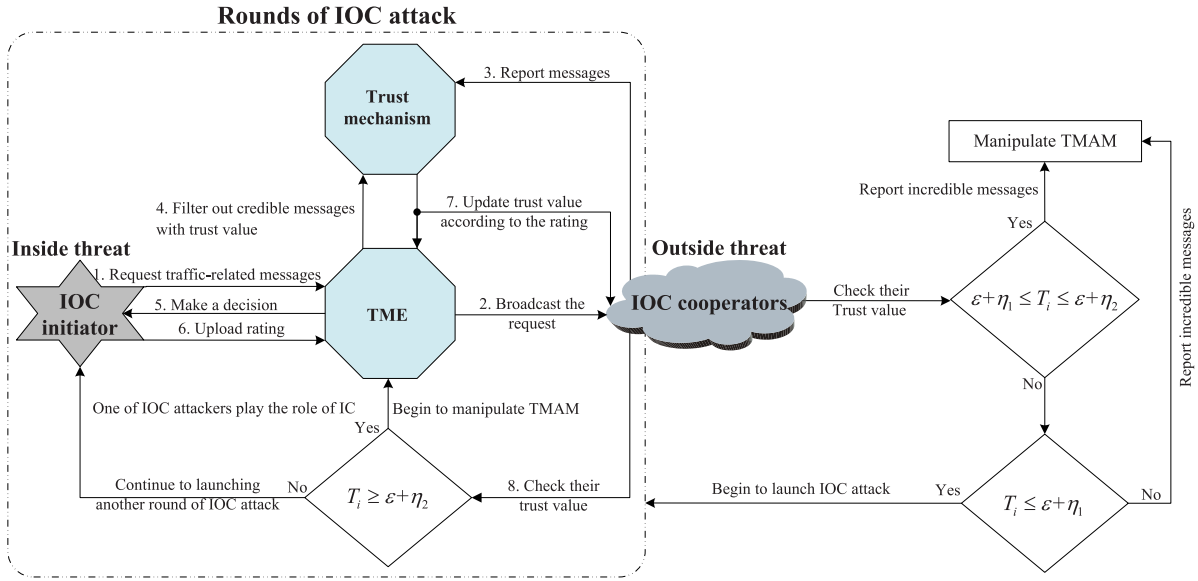 Rounds of IOC attack
Trust
mechanism
3. Report messages
Manipulate TMAM
Report incredible messages
Yes
4. Filter out credible messages
with trust value
7. Update trust value
according to the rating
Inside threat
Outside threat
1. Request traffic-related messages
IOC
initiator
5. Make a decision
6. Upload rating
TME
2. Broadcast the
request
IOC cooperators
Check their
Trust value
ε+η₁ ≤ Tᵢ ≤ ε+η₂
Report incredible messages
No
One of IOC attackers play the role of IC
Begin to manipulate TMAM
Yes
Continue to launching
another round of IOC attack
No
Tᵢ ≥ ε+η₂
8. Check their
trust value
Begin to launch IOC attack
Yes
Tᵢ ≤ ε+η₁
No